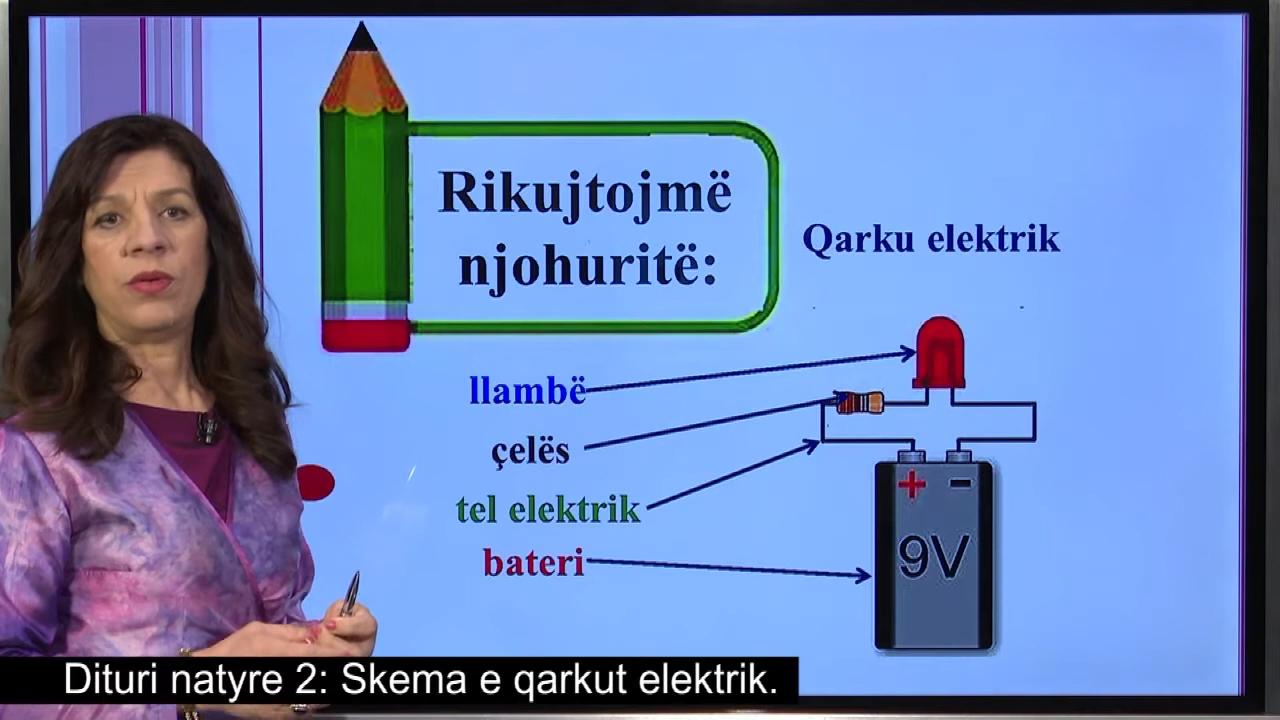 Rikujtojmë
njohuritë:
Qarku elektrik
llambë
çelës
tel elektrik
bateri
+ -
9V
Dituri natyre 2: Skema e qarkut elektrik.